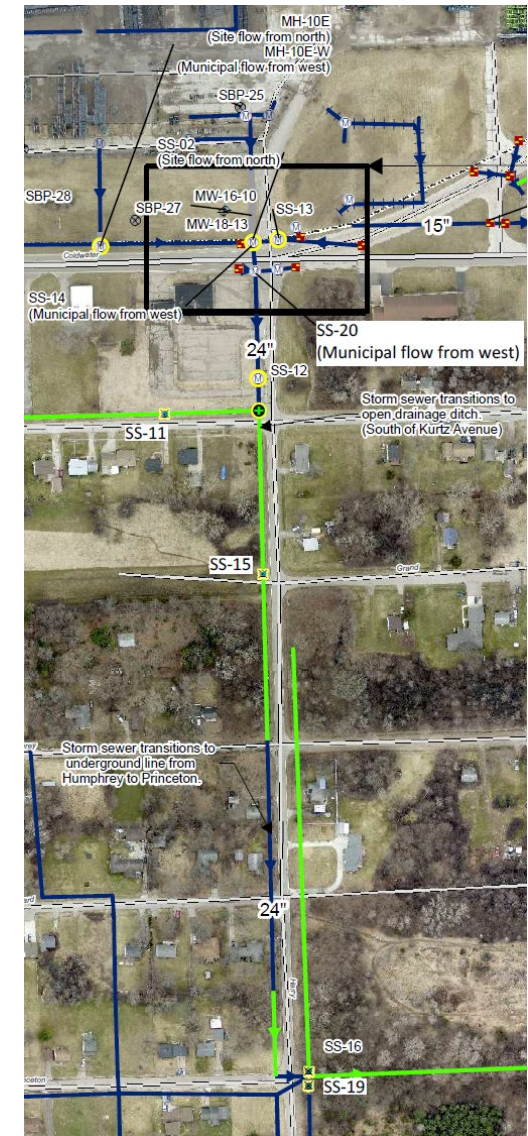 MH-10E
(Site flow from north)
MH-10E-W
(Municipal flow from west)
SBP-25
SS-02
(Site flow from north)
SBP-28
SBP-27
MW-16-10
SS-13
MW-18-13
15"
Coldwater
SS-14
(Municipal flow from west)
SS-20
(Municipal flow from west)
24"
SS-12
Storm sewer transitions to
open drainage ditch.
(South of Kurtz Avenue)
SS-11
SS-15
Grand
rey
Storm sewer transitions to
underground line from
Humphrey to Princeton.
ard
24"
SS-16
nceton
SS-19